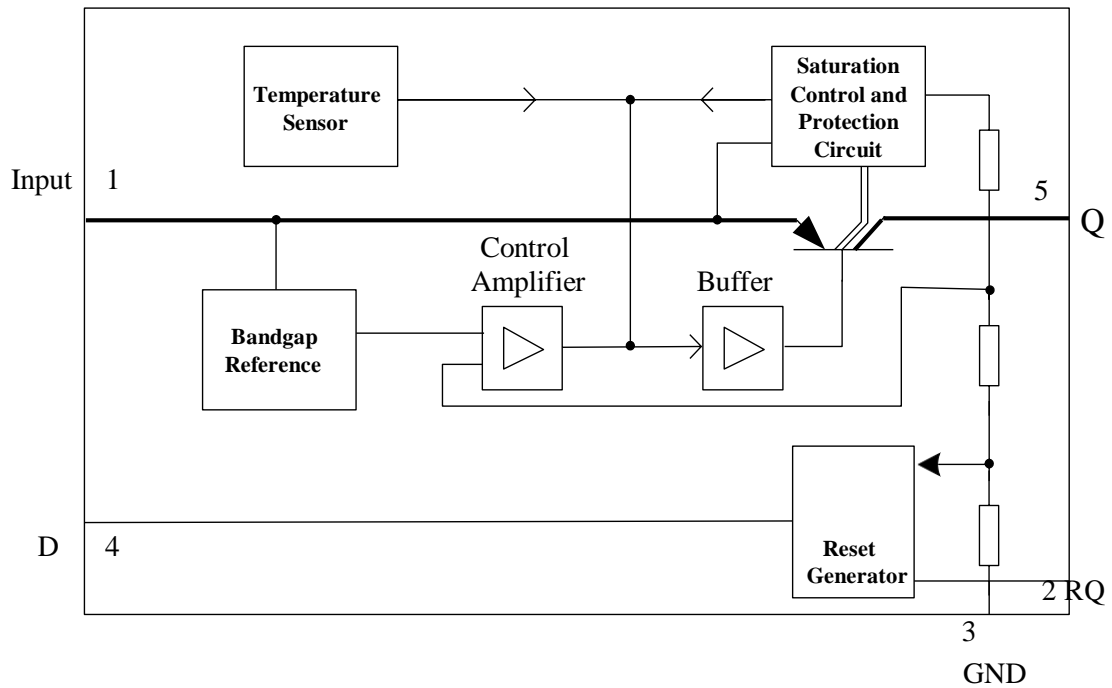 Temperature
Sensor
Saturation
Control and
Protection
Circuit
Input
1
5
Q
Control
Amplifier
Buffer
Bandgap
Reference
D
4
Reset
Generator
2 RQ
3
GND